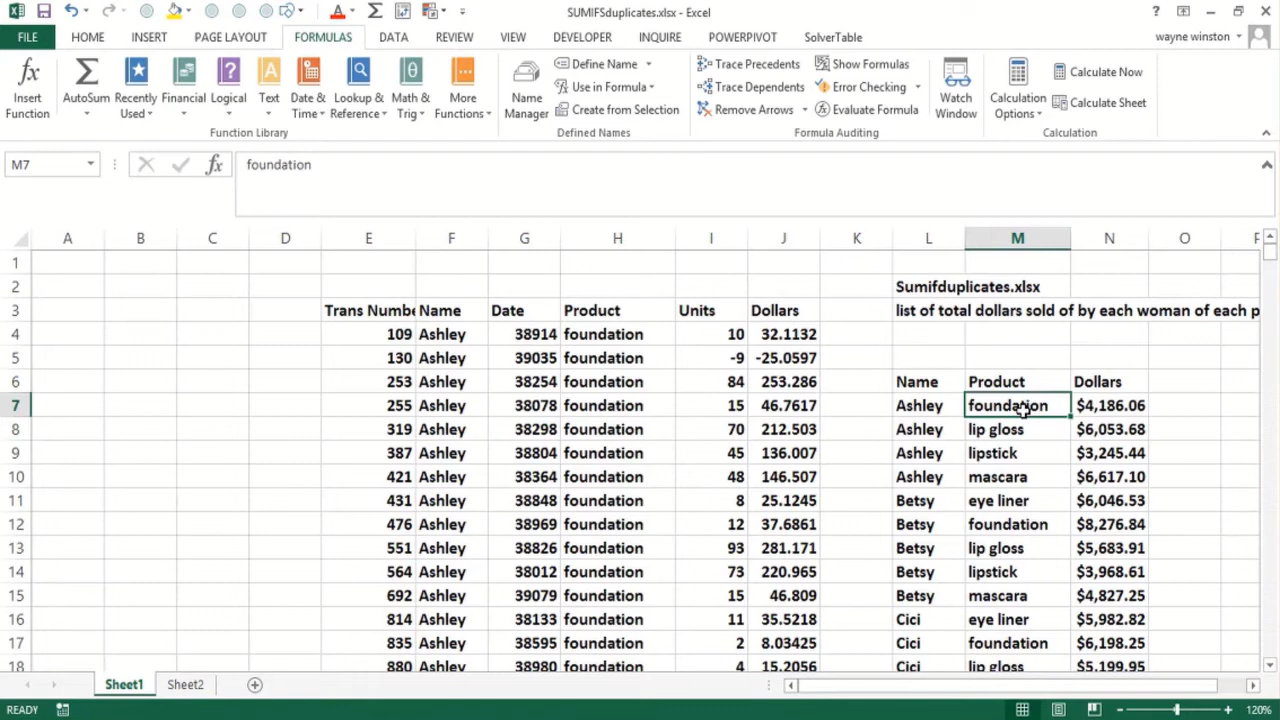 SUMIFSduplicates.xlsx - Excel
?
FILE HOME INSERT PAGE LAYOUT FORMULAS DATA REVIEW VIEW DEVELOPER INQUIRE POWERPIVOT SolverTable wayne winston
fx Insert Function
Σ AutoSum
Recently Used
Financial
Logical
Text
Date & Time
Lookup & Reference
Math & Trig
More Functions
Function Library
Name Manager
Define Name
Use in Formula
Create from Selection
Defined Names
Trace Precedents
Trace Dependents
Remove Arrows
Show Formulas
Error Checking
Evaluate Formula
Formula Auditing
Watch Window
Calculation Options
Calculate Now
Calculate Sheet
Calculation
M7 fx foundation
A B C D E F G H I J K L M N O
1
2 Sumifduplicates.xlsx
3 Trans Numbe Name Date Product Units Dollars list of total dollars sold of by each woman of each p
4 109 Ashley 38914 foundation 10 32.1132
5 130 Ashley 39035 foundation -9 -25.0597
6 253 Ashley 38254 foundation 84 253.286 Name Product Dollars
7 255 Ashley 38078 foundation 15 46.7617 Ashley foundation $4,186.06
8 319 Ashley 38298 foundation 70 212.503 Ashley lip gloss $6,053.68
9 387 Ashley 38804 foundation 45 136.007 Ashley lipstick $3,245.44
10 421 Ashley 38364 foundation 48 146.507 Ashley mascara $6,617.10
11 431 Ashley 38848 foundation 8 25.1245 Betsy eye liner $6,046.53
12 476 Ashley 38969 foundation 12 37.6861 Betsy foundation $8,276.84
13 551 Ashley 38826 foundation 93 281.171 Betsy lip gloss $5,683.91
14 564 Ashley 38012 foundation 73 220.965 Betsy lipstick $3,968.61
15 692 Ashley 39079 foundation 15 46.809 Betsy mascara $4,827.25
16 814 Ashley 38133 foundation 11 35.5218 Cici eye liner $5,982.82
17 835 Ashley 38595 foundation 2 8.03425 Cici foundation $6,198.25
18 880 Ashley 38980 foundation 4 15.2056 Cici lip gloss $5,199.95
Sheet1 Sheet2
READY 120%